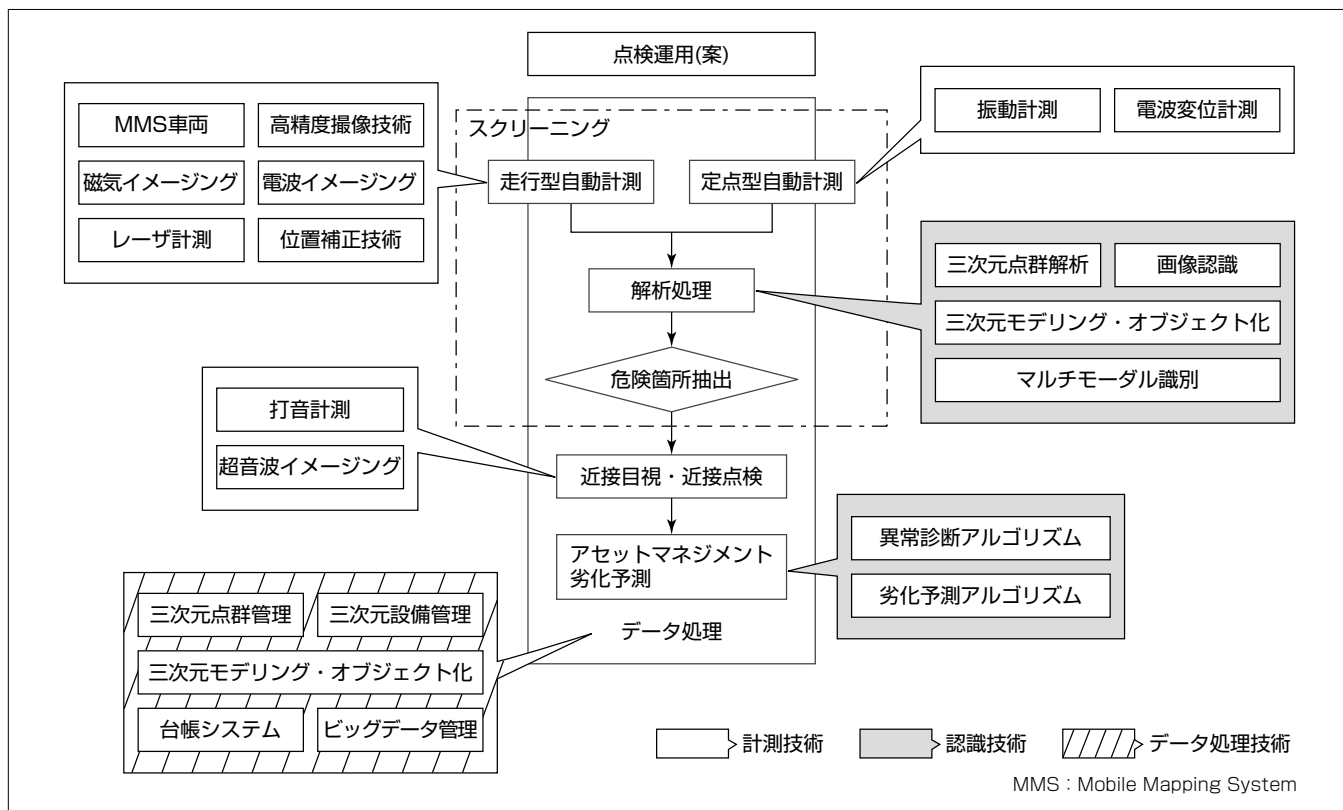 点検運用(案)
MMS車両
高精度撮像技術
磁気イメージング
電波イメージング
レーザ計測
位置補正技術
スクリーニング
走行型自動計測
定点型自動計測
振動計測
電波変位計測
解析処理
三次元点群解析
画像認識
三次元モデリング・オブジェクト化
マルチモーダル識別
危険箇所抽出
打音計測
超音波イメージング
近接目視・近接点検
アセットマネジメント
劣化予測
異常診断アルゴリズム
劣化予測アルゴリズム
データ処理
三次元点群管理
三次元設備管理
三次元モデリング・オブジェクト化
台帳システム
ビッグデータ管理
計測技術
認識技術
データ処理技術
MMS：Mobile Mapping System